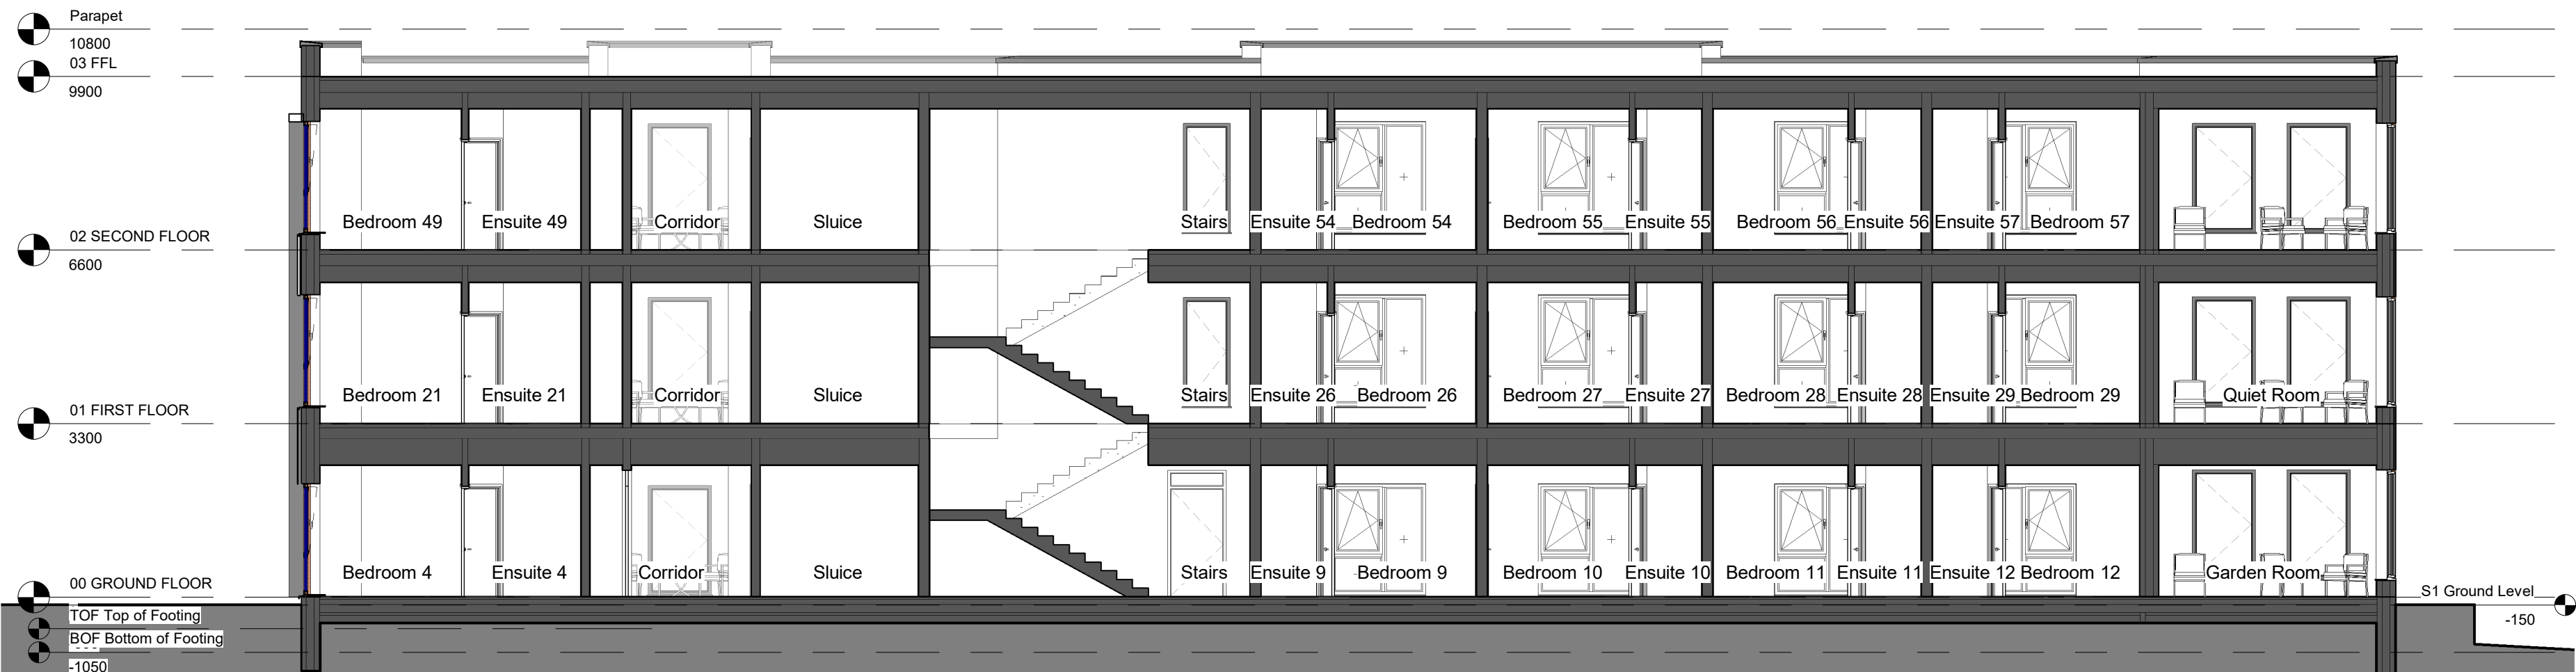 Parapet
10800
03 FFL
9900
Bedroom 49 Ensuite 49 Corridor Sluice Stairs Ensuite 54 Bedroom 54 Bedroom 55 Ensuite 55 Bedroom 56 Ensuite 56 Ensuite 57 Bedroom 57
02 SECOND FLOOR
6600
Bedroom 21 Ensuite 21 Corridor Sluice Stairs Ensuite 26 Bedroom 26 Bedroom 27 Ensuite 27 Bedroom 28 Ensuite 28 Ensuite 29 Bedroom 29 Quiet Room
01 FIRST FLOOR
3300
Bedroom 4 Ensuite 4 Corridor Sluice Stairs Ensuite 9 Bedroom 9 Bedroom 10 Ensuite 10 Bedroom 11 Ensuite 11 Ensuite 12 Bedroom 12 Garden Room
00 GROUND FLOOR
S1 Ground Level
-150
TOF Top of Footing
BOF Bottom of Footing
-1050